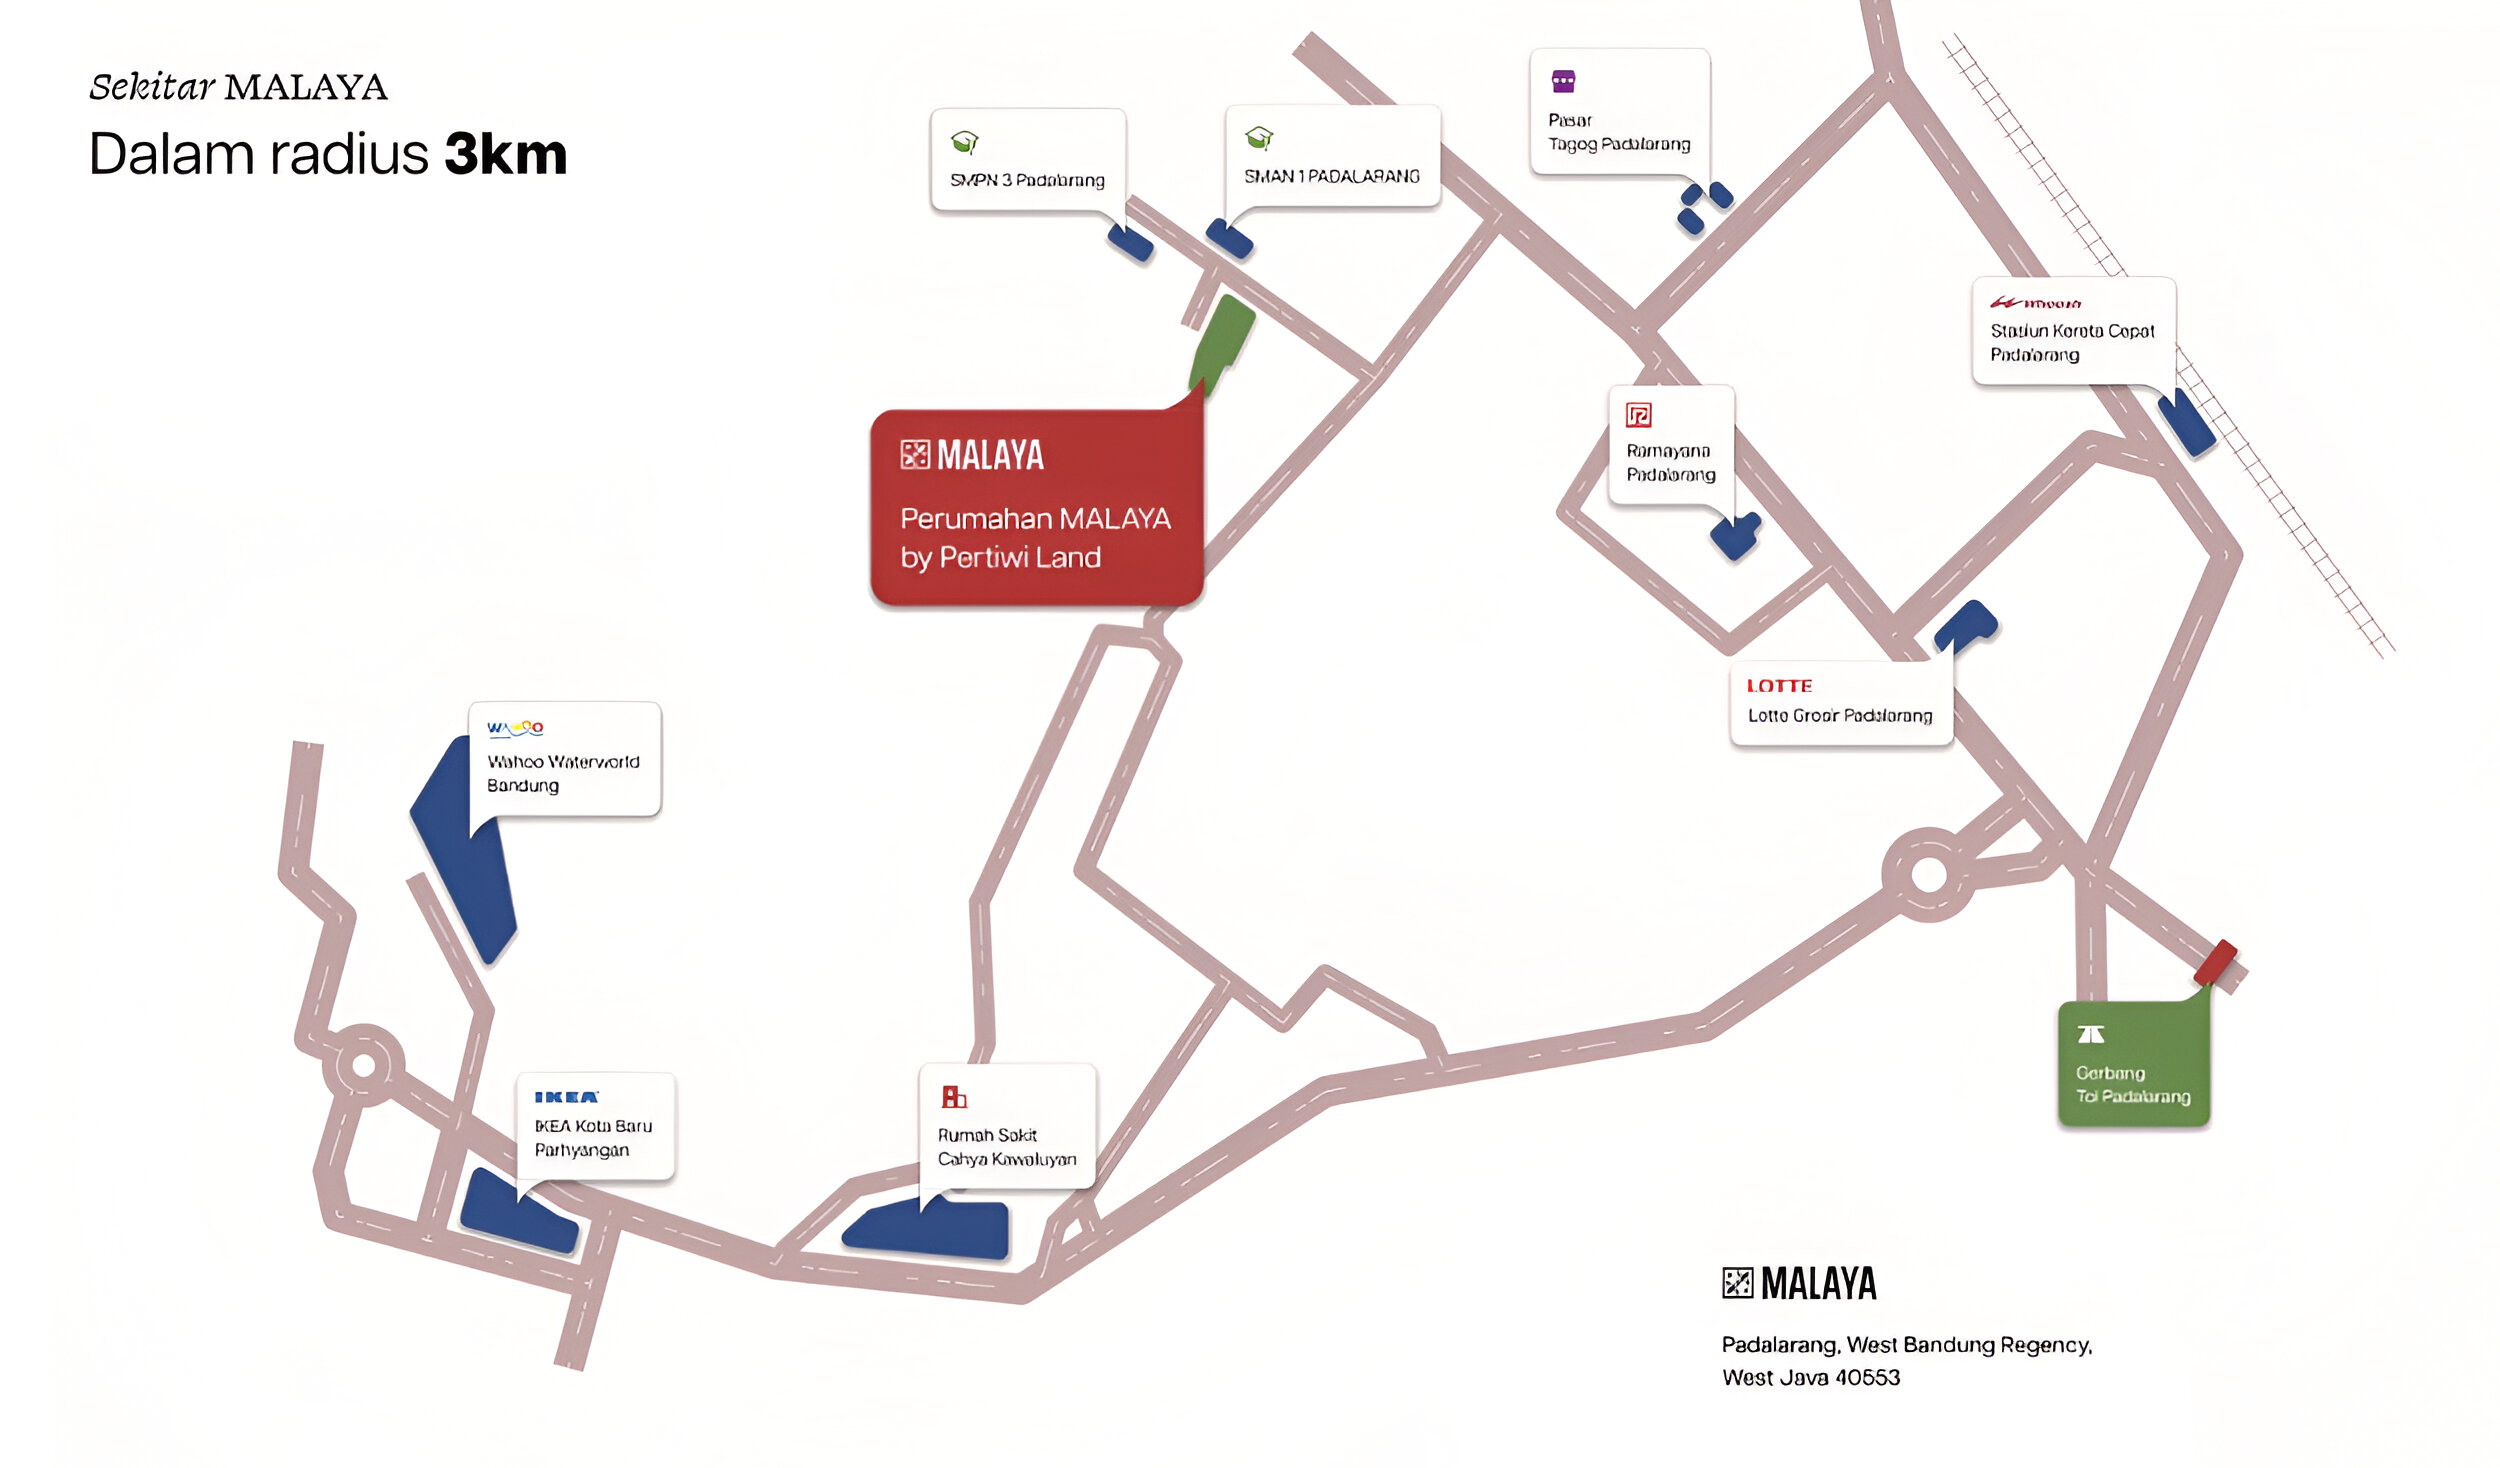 Sekitar MALAYA
Dalam radius 3km
SMPN 3 Padalarang
SMAN 1 PADALARANG
Pasar
Tagog Padalarang
whoosh
Stasiun Kereta Cepat
Padalarang
MALAYA
Perumahan MALAYA
by Pertiwi Land
Ramayana
Padalarang
LOTTE
Lotte Grosir Padalarang
WAHOO
Wahoo Waterworld
Bandung
IKEA
IKEA Kota Baru
Parhyangan
Rumah Sakit
Cahya Kawaluyan
Gerbang
Tol Padalarang
MALAYA
Padalarang, West Bandung Regency,
West Java 40553